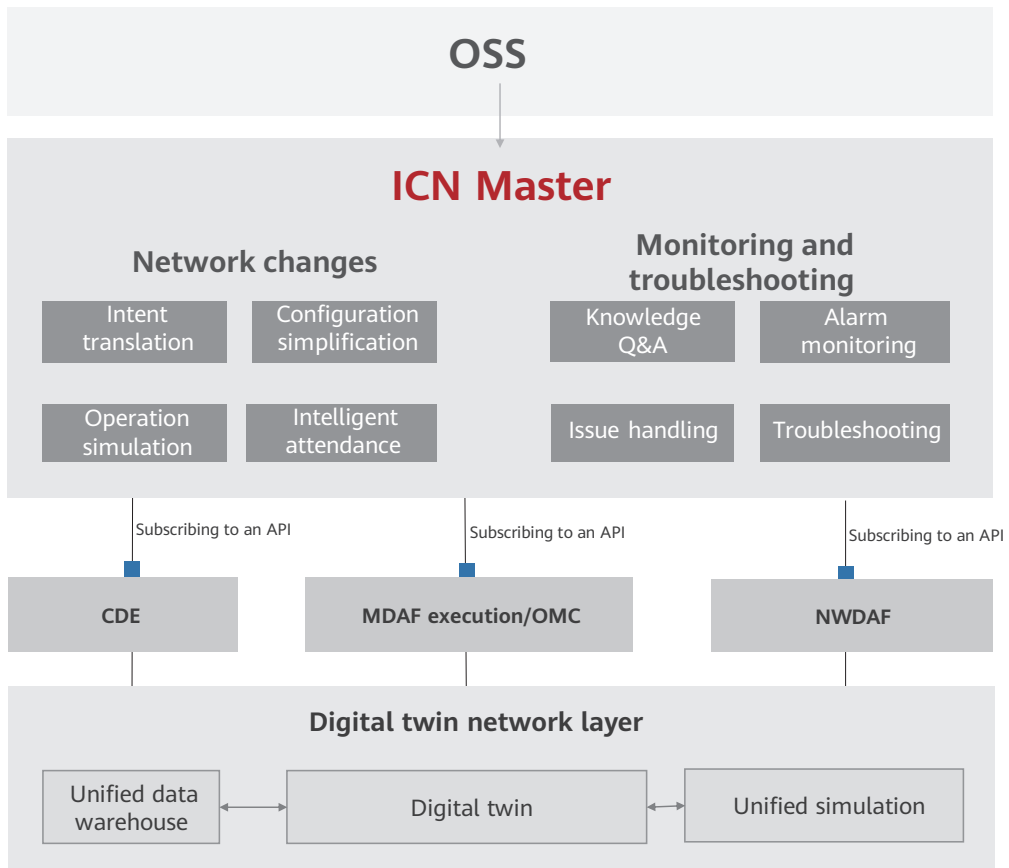 OSS
ICN Master
Network changes
Monitoring and
troubleshooting
Intent
translation
Configuration
simplification
Knowledge
Q&A
Alarm
monitoring
Operation
simulation
Intelligent
attendance
Issue handling
Troubleshooting
Subscribing to an API
Subscribing to an API
Subscribing to an API
CDE
MDAF execution/OMC
NWDAF
Digital twin network layer
Unified data
warehouse
Digital twin
Unified simulation